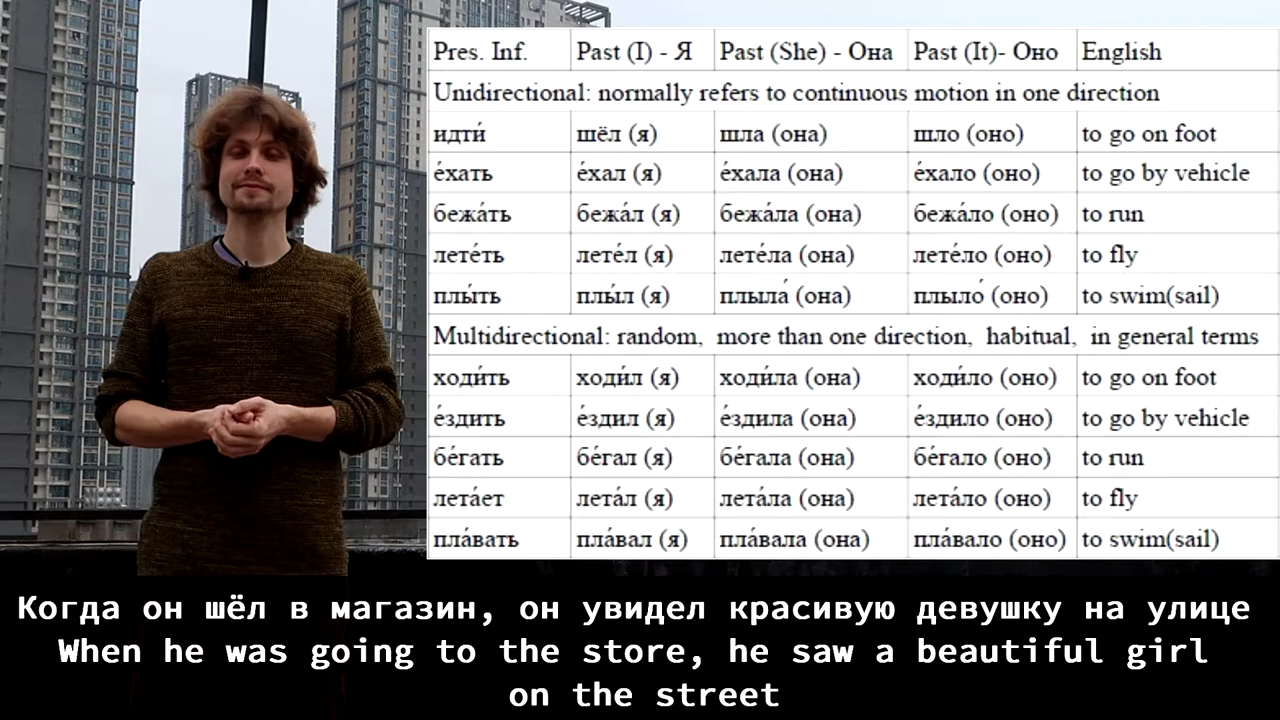 Pres. Inf. Past (I) - Я Past (She) - Она Past (It)- Оно English
Unidirectional: normally refers to continuous motion in one direction
идти́ шёл (я) шла (она) шло (оно) to go on foot
е́хать е́хал (я) е́хала (она) е́хало (оно) to go by vehicle
бежа́ть бежа́л (я) бежа́ла (она) бежа́ло (оно) to run
лете́ть лете́л (я) лете́ла (она) лете́ло (оно) to fly
плы́ть плы́л (я) плыла́ (она) плыло́ (оно) to swim(sail)
Multidirectional: random, more than one direction, habitual, in general terms
ходи́ть ходи́л (я) ходи́ла (она) ходи́ло (оно) to go on foot
е́здить е́здил (я) е́здила (она) е́здило (оно) to go by vehicle
бе́гать бе́гал (я) бе́гала (она) бе́гало (оно) to run
лета́ет лета́л (я) лета́ла (она) лета́ло (оно) to fly
пла́вать пла́вал (я) пла́вала (она) пла́вало (оно) to swim(sail)
Когда он шёл в магазин, он увидел красивую девушку на улице
When he was going to the store, he saw a beautiful girl
on the street